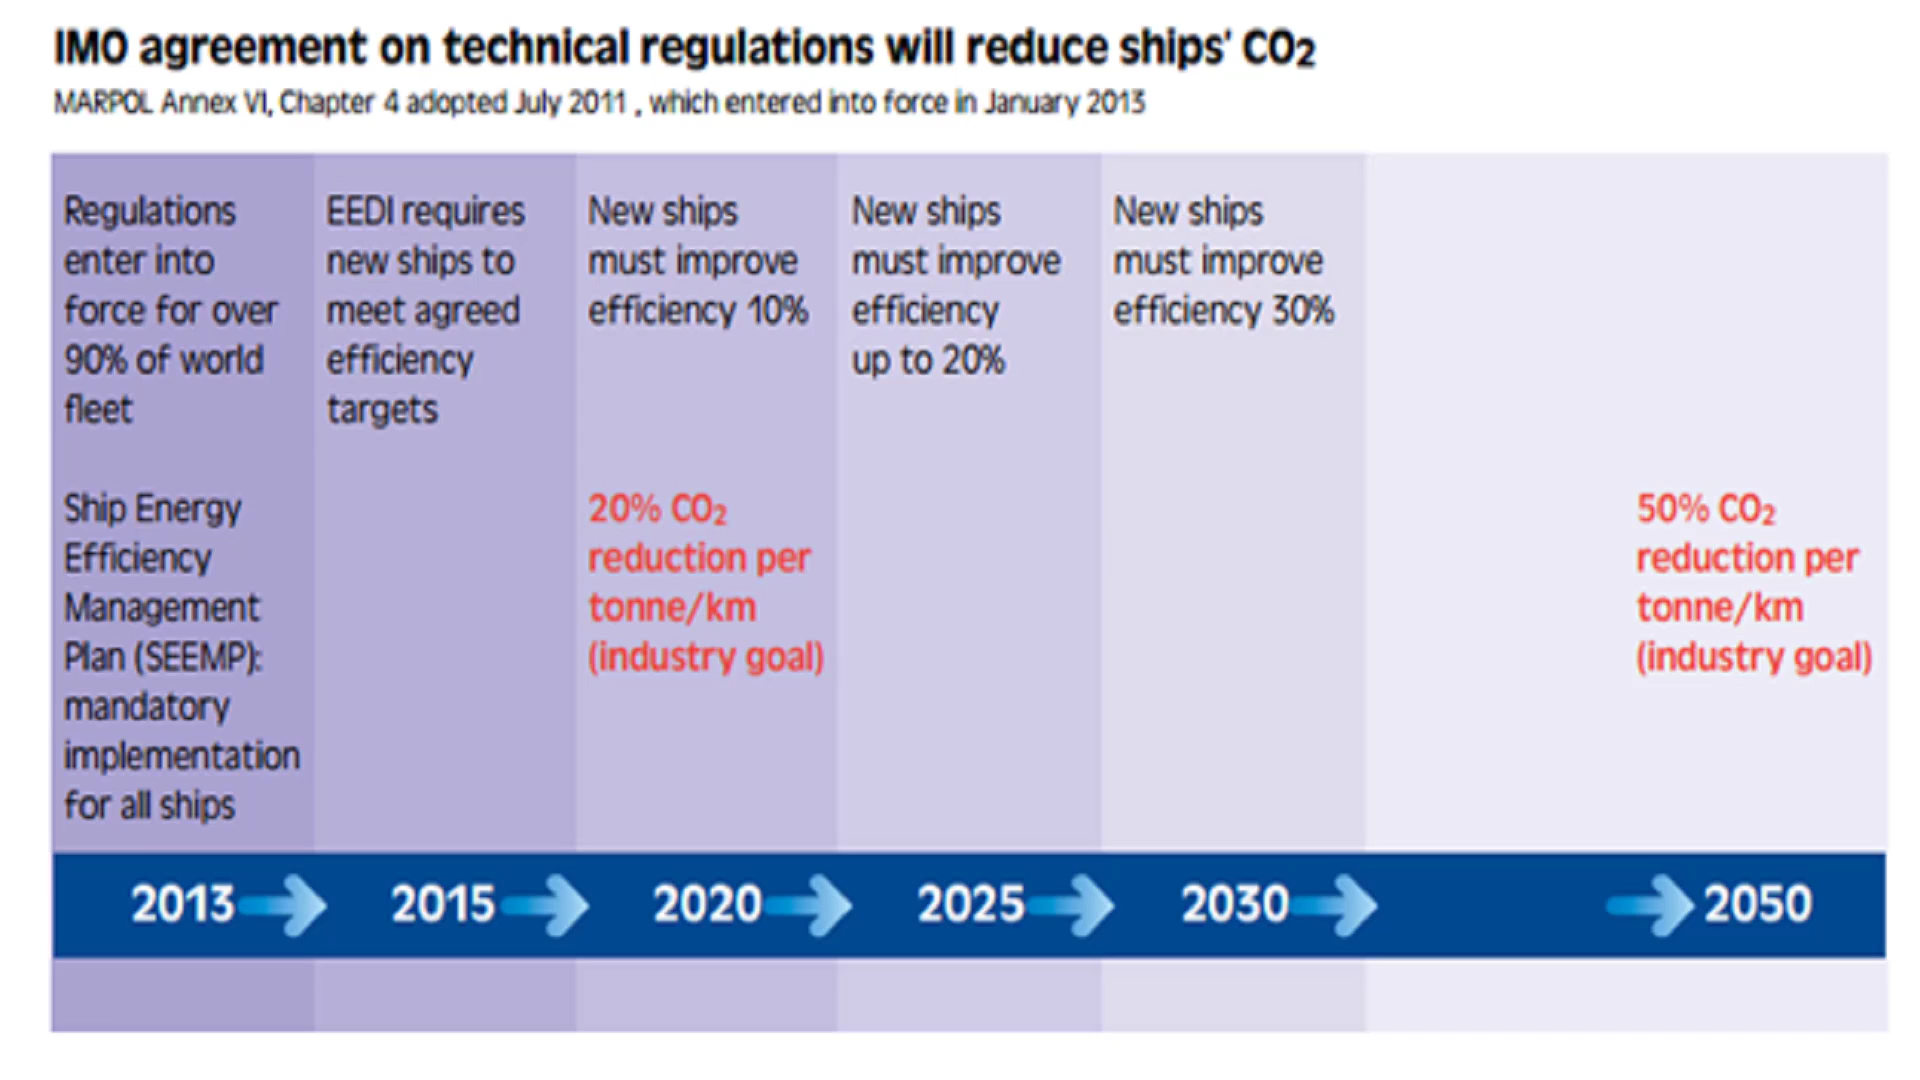 IMO agreement on technical regulations will reduce ships' CO₂
MARPOL Annex VI, Chapter 4 adopted July 2011 , which entered into force in January 2013
Regulations
enter into
force for over
90% of world
fleet
Ship Energy
Efficiency
Management
Plan (SEEMP):
mandatory
implementation
for all ships
EEDI requires
new ships to
meet agreed
efficiency
targets
New ships
must improve
efficiency 10%
20% CO₂
reduction per
tonne/km
(industry goal)
New ships
must improve
efficiency
up to 20%
New ships
must improve
efficiency 30%
50% CO₂
reduction per
tonne/km
(industry goal)
2013 2015 2020 2025 2030 2050